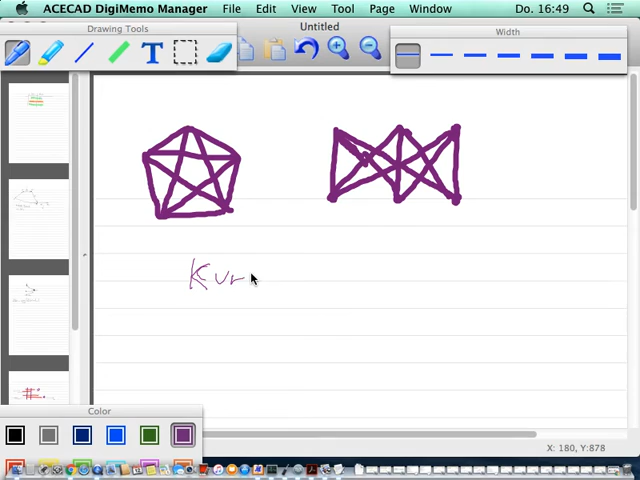 ACECAD DigiMemo Manager File Edit View Tool Page Window Do. 16:49
Drawing Tools
Untitled
Width
T
Kur
Color
X: 180, Y:878